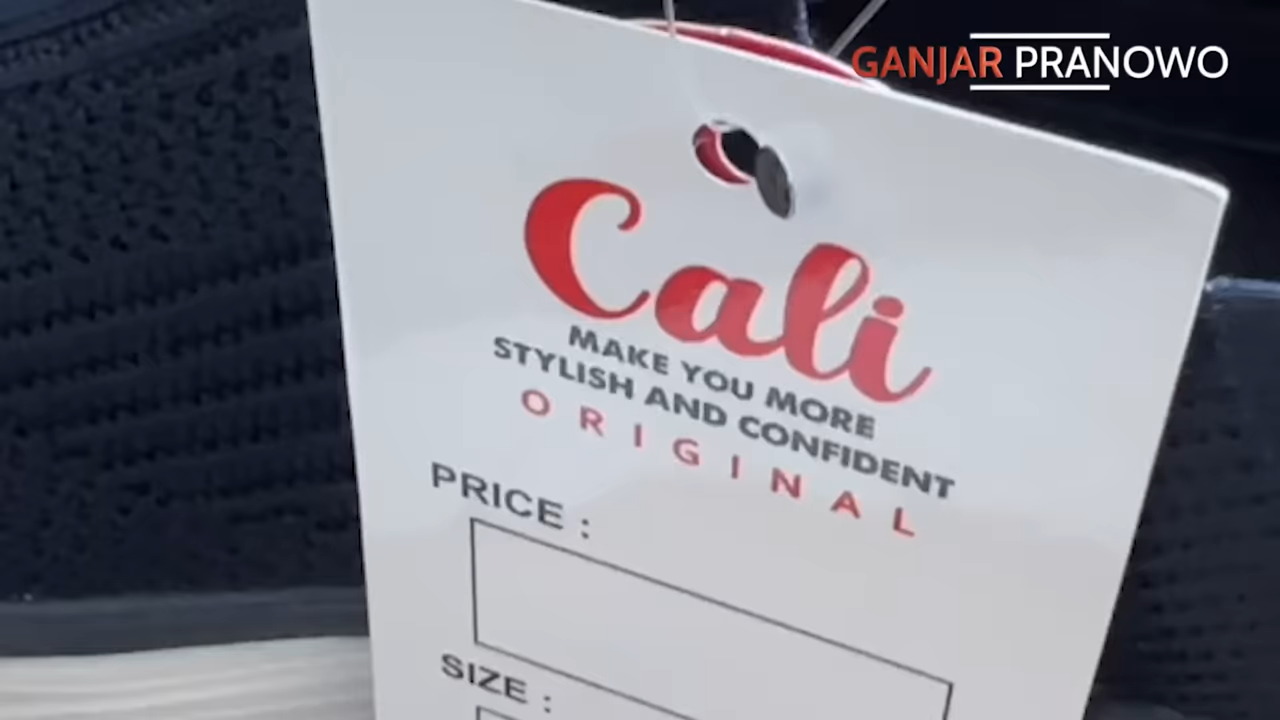 GANJAR PRANOWO
Cali
MAKE YOU MORE
STYLISH AND CONFIDENT
ORIGINAL
PRICE :
SIZE :